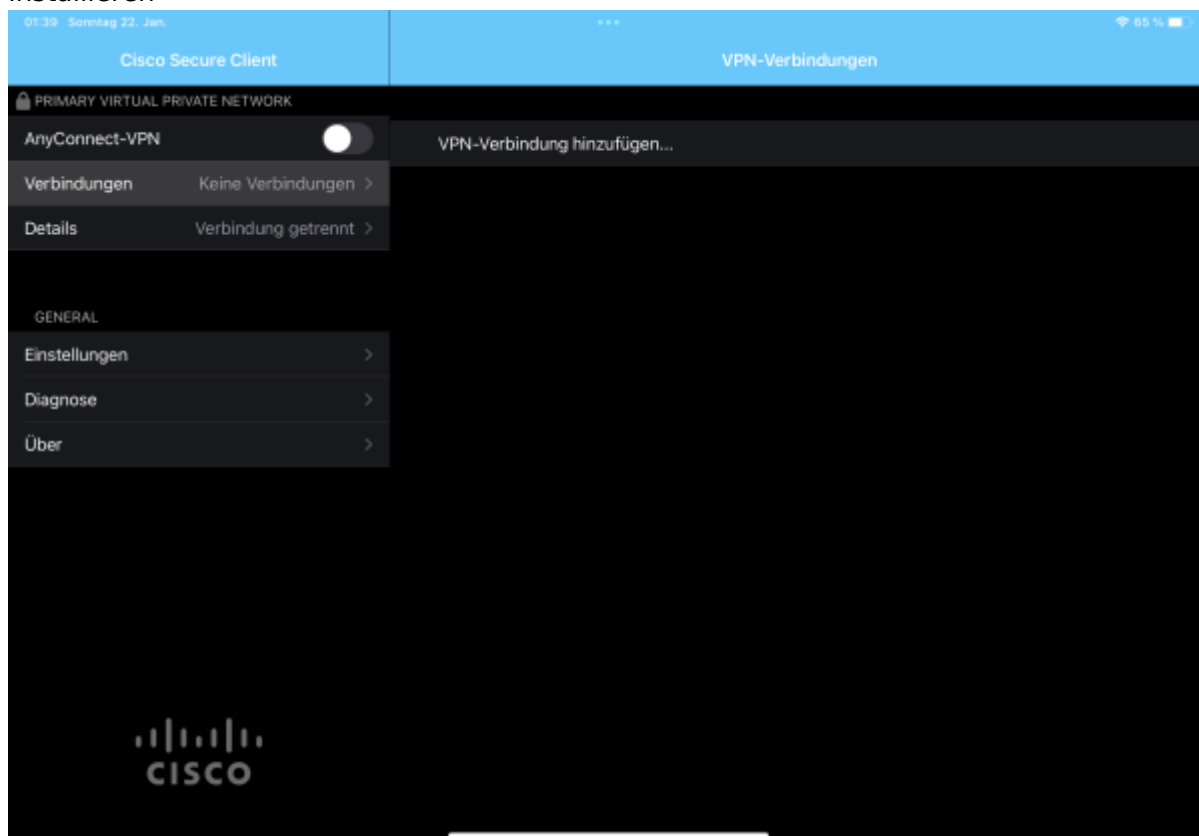 installieren
01:39 Sonntag 22. Jan.
65 %
Cisco Secure Client
VPN-Verbindungen
PRIMARY VIRTUAL PRIVATE NETWORK
AnyConnect-VPN
VPN-Verbindung hinzufügen...
Verbindungen Keine Verbindungen >
Details Verbindung getrennt >
GENERAL
Einstellungen >
Diagnose >
Über >
CISCO